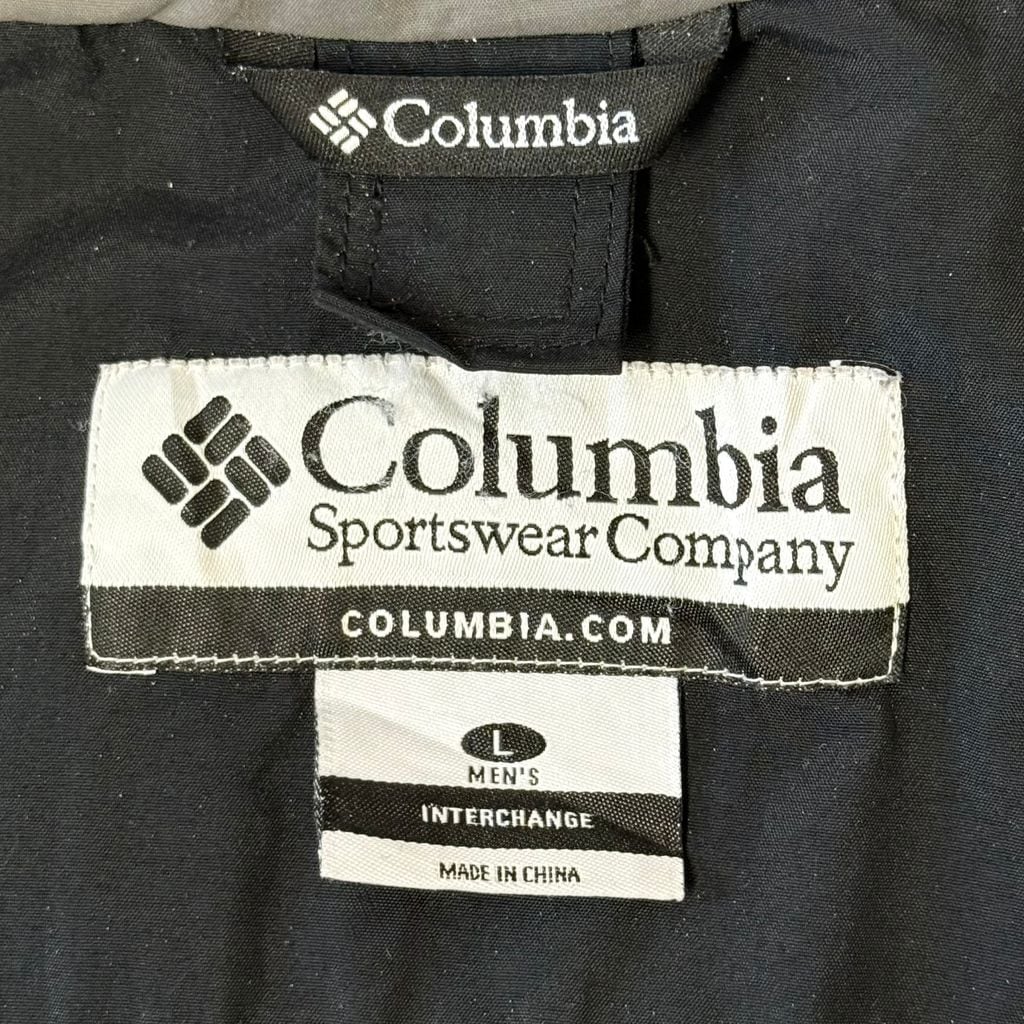 Columbia
Columbia
Sportswear Company
COLUMBIA.COM
L
MEN'S
INTERCHANGE
MADE IN CHINA